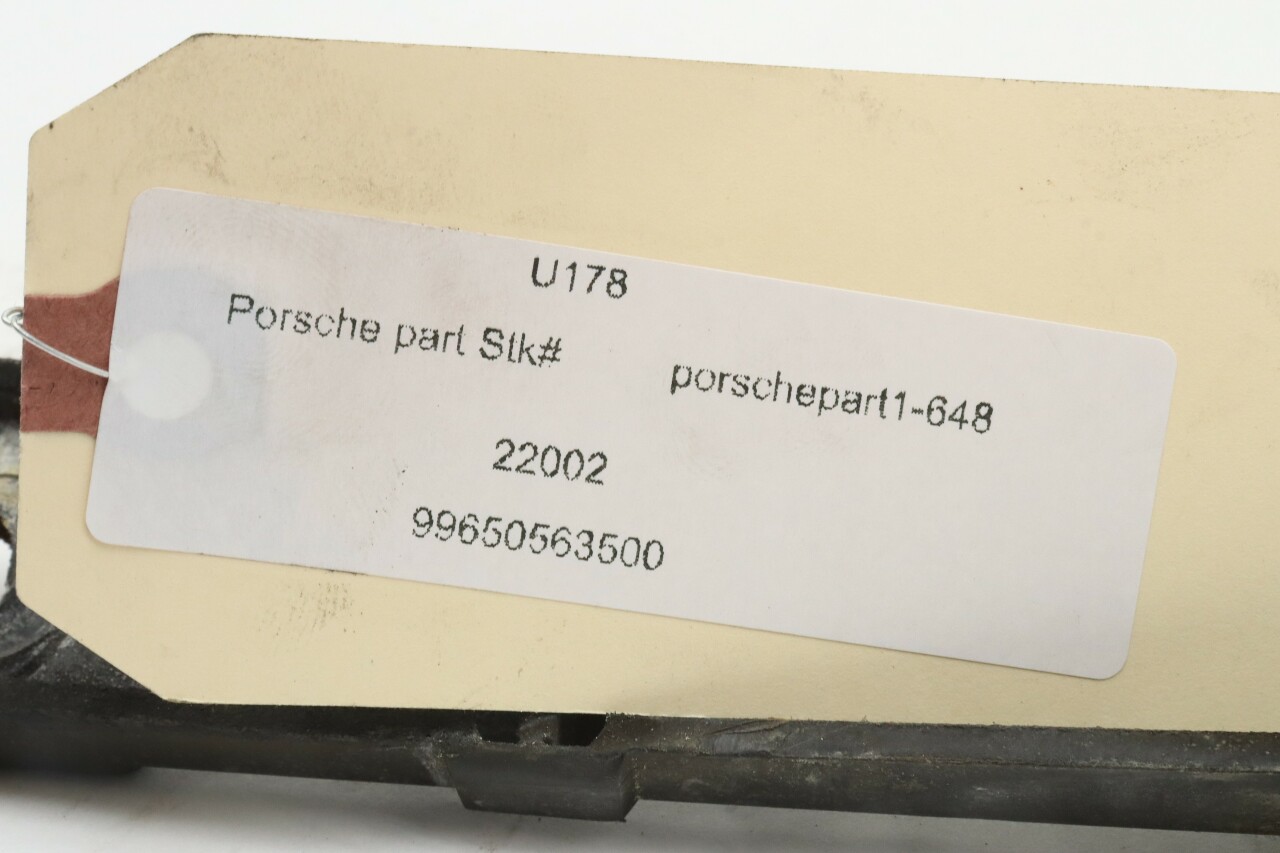 U178
Porsche part Stk# porschepart1-648
22002
99650563500